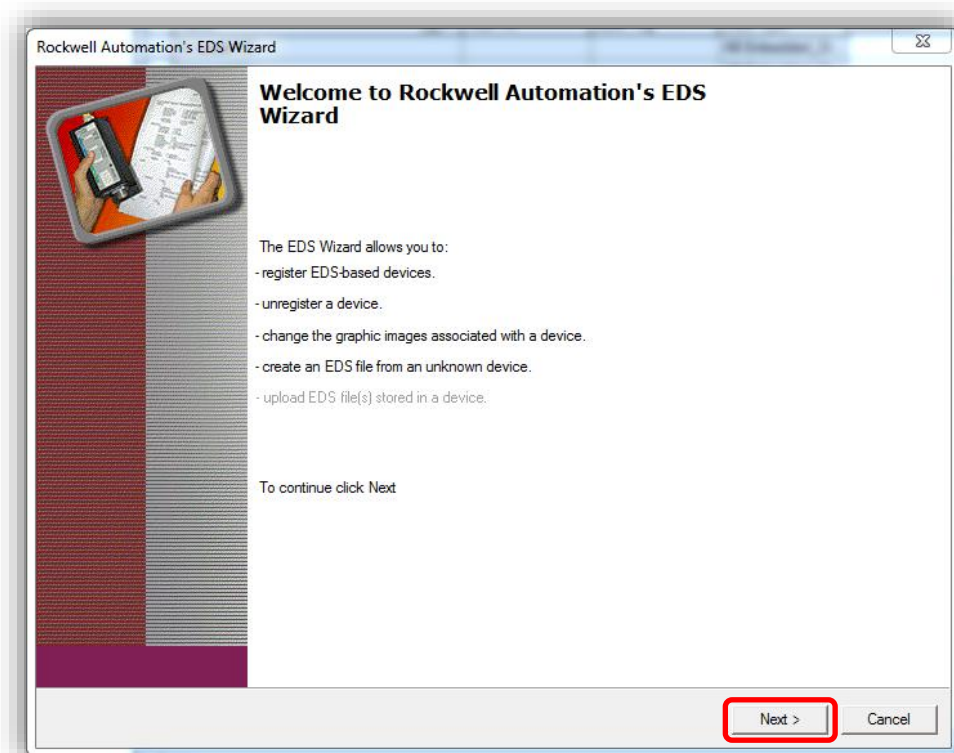 Rockwell Automation's EDS Wizard
Welcome to Rockwell Automation's EDS
Wizard
The EDS Wizard allows you to:
- register EDS-based devices.
- unregister a device.
- change the graphic images associated with a device.
- create an EDS file from an unknown device.
- upload EDS file(s) stored in a device.
To continue click Next
Next >
Cancel